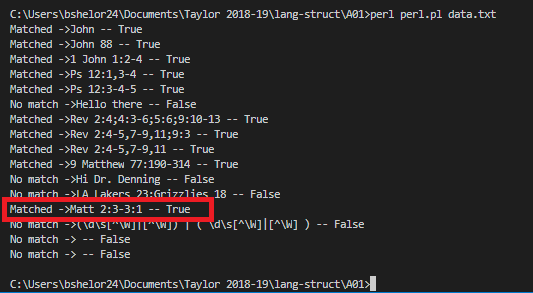 C:\Users\bshelor24\Documents\Taylor 2018-19\lang-struct\A01>perl perl.pl data.txt
Matched ->John -- True
Matched ->John 88 -- True
Matched ->1 John 1:2-4 -- True
Matched ->Ps 12:1,3-4 -- True
Matched ->Ps 12:3-4-5 -- True
No match ->Hello there -- False
Matched ->Rev 2:4;4:3-6;5:6;9:10-13 -- True
Matched ->Rev 2:4-5,7-9,11;9:3 -- True
Matched ->Rev 2:4-5,7-9,11 -- True
Matched ->9 Matthew 77:190-314 -- True
No match ->Hi Dr. Denning -- False
No match ->LA Lakers 23:Grizzlies 18 -- False
Matched ->Matt 2:3-3:1 -- True
No match ->(\d\s[^\W]|[^\W]) | ( \d\s[^\W]|[^\W] ) -- False
No match -> -- False
No match -> -- False
C:\Users\bshelor24\Documents\Taylor 2018-19\lang-struct\A01>